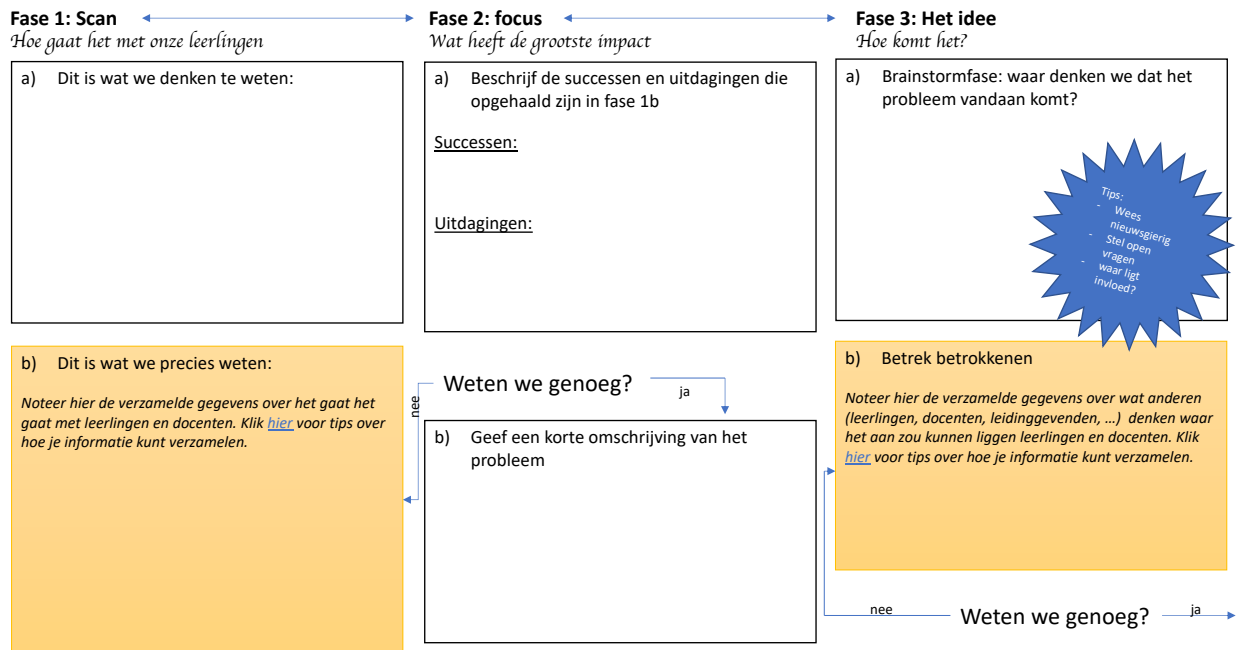 Fase 1: Scan
Hoe gaat het met onze leerlingen
a) Dit is wat we denken te weten:
b) Dit is wat we precies weten:
Noteer hier de verzamelde gegevens over het gaat het
gaat met leerlingen en docenten. Klik hier voor tips over
hoe je informatie kunt verzamelen.
Fase 2: focus
Wat heeft de grootste impact
a) Beschrijf de successen en uitdagingen die
opgehaald zijn in fase 1b
Successen:
Uitdagingen:
Weten we genoeg?
nee
ja
b) Geef een korte omschrijving van het
probleem
Fase 3: Het idee
Hoe komt het?
a) Brainstormfase: waar denken we dat het
probleem vandaan komt?
Tips:
- Wees
nieuwsgierig
- Stel open
vragen
- waar ligt
invloed?
b) Betrek betrokkenen
Noteer hier de verzamelde gegevens over wat anderen
(leerlingen, docenten, leidinggevenden, …) denken waar
het aan zou kunnen liggen leerlingen en docenten. Klik
hier voor tips over hoe je informatie kunt verzamelen.
nee
Weten we genoeg?
ja